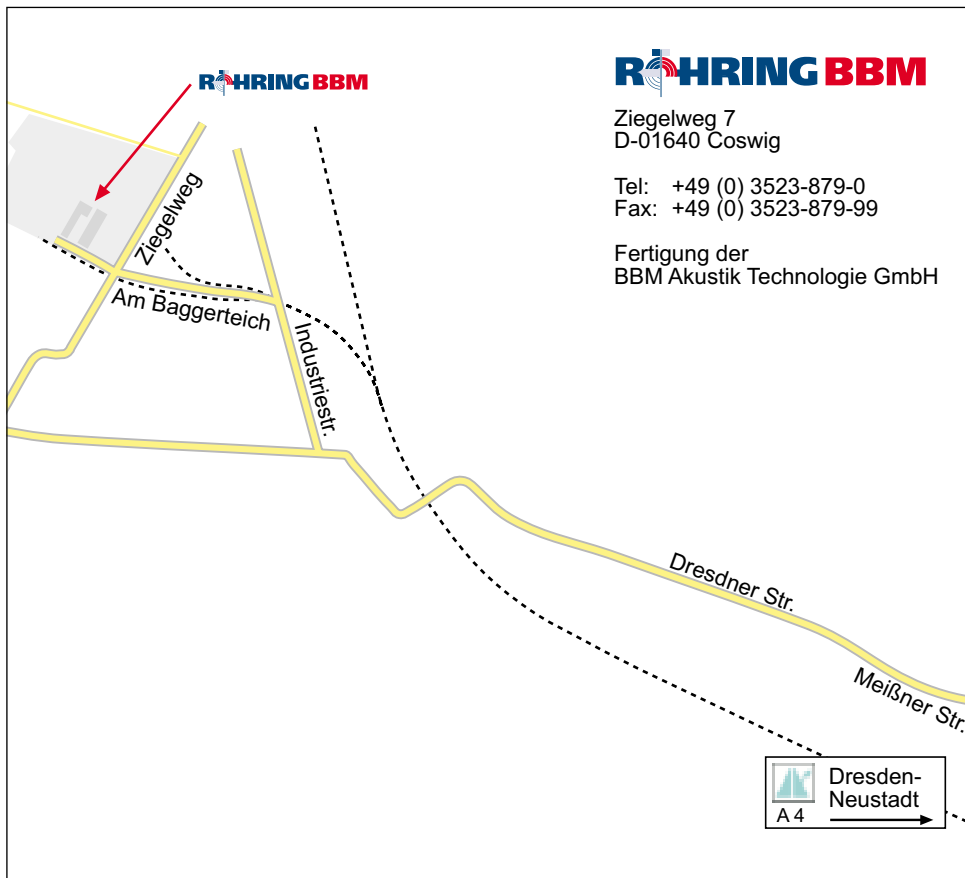 RÖHRING BBM
RÖHRING BBM
Ziegelweg 7
D-01640 Coswig
Tel: +49 (0) 3523-879-0
Fax: +49 (0) 3523-879-99
Fertigung der
BBM Akustik Technologie GmbH
Ziegelweg
Am Baggerteich
Industriestr.
Dresdner Str.
Meißner Str.
Dresden-
Neustadt
A 4